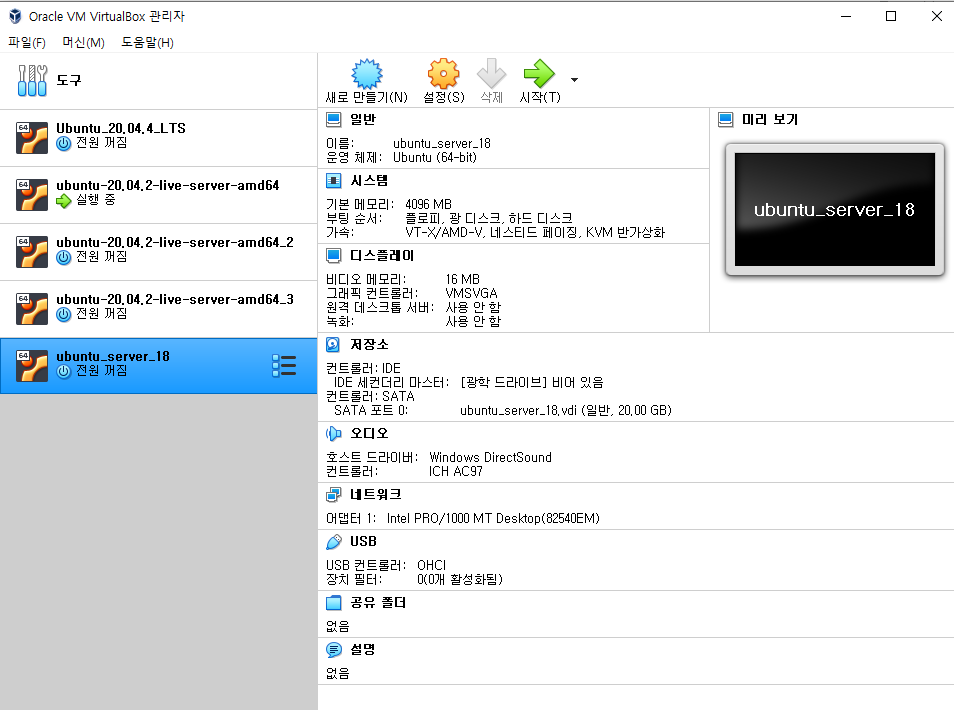 Oracle VM VirtualBox 관리자
파일(F) 머신(M) 도움말(H)
도구
64
Ubuntu_20.04.4_LTS
전원 꺼짐
64
ubuntu-20.04.2-live-server-amd64
실행 중
64
ubuntu-20.04.2-live-server-amd64_2
전원 꺼짐
64
ubuntu-20.04.2-live-server-amd64_3
전원 꺼짐
64
ubuntu_server_18
전원 꺼짐
새로 만들기(N) 설정(S) 삭제 시작(T)
일반
이름: ubuntu_server_18
운영 체제: Ubuntu (64-bit)
시스템
기본 메모리: 4096 MB
부팅 순서: 플로피, 광 디스크, 하드 디스크
가속: VT-X/AMD-V, 네스티드 페이징, KVM 반가상화
디스플레이
비디오 메모리: 16 MB
그래픽 컨트롤러: VMSVGA
원격 데스크톱 서버: 사용 안 함
녹화: 사용 안 함
미리 보기
ubuntu_server_18
저장소
컨트롤러: IDE
IDE 세컨더리 마스터: [광학 드라이브] 비어 있음
컨트롤러: SATA
SATA 포트 0: ubuntu_server_18.vdi (일반, 20.00 GB)
오디오
호스트 드라이버: Windows DirectSound
컨트롤러: ICH AC97
네트워크
어댑터 1: Intel PRO/1000 MT Desktop(82540EM)
USB
USB 컨트롤러: OHCI
장치 필터: 0(0개 활성화됨)
공유 폴더
없음
설명
없음